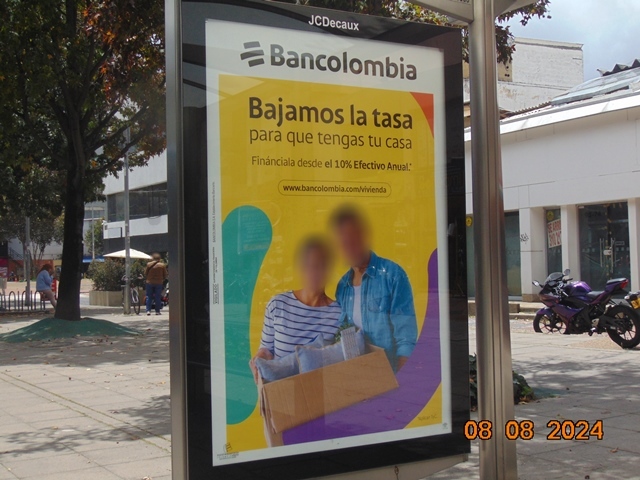 JCDecaux
Bancolombia
Bajamos la tasa
para que tengas tu casa
Finánciala desde el 10% Efectivo Anual.*
www.bancolombia.com/vivienda
08 08 2024